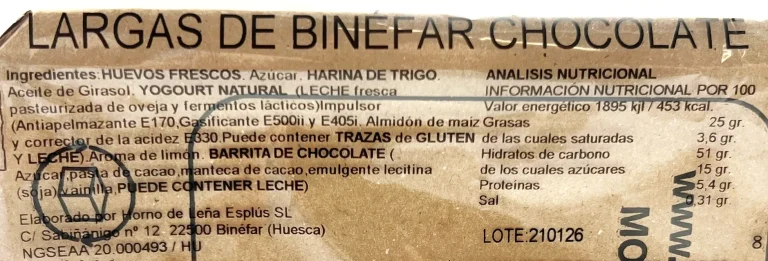 LARGAS DE BINÉFAR CHOCOLATE
Ingredientes:HUEVOS FRESCOS. Azúcar. HARINA DE TRIGO.
Aceite de Girasol. YOGOURT NATURAL (LECHE fresca
pasteurizada de oveja y fermentos lácticos)Impulsor
(Antiapelmazante E170,Gasificante E500ii y E405i. Almidón de maiz
y corrector de la acidez E330.Puede contener TRAZAS de GLUTEN
Y LECHE).Aroma de limón. BARRITA DE CHOCOLATE (
Azúcar,pasta de cacao,manteca de cacao,emulgente lecitina
(soja),vainilla,PUEDE CONTENER LECHE)
Elaborado por Horno de Leña Esplús SL
C/ Sabiñánigo nº 12 22500 Binéfar (Huesca)
NGSEAA 20.000493 / HU
ANALISIS NUTRICIONAL
INFORMACIÓN NUTRICIONAL POR 100
Valor energético 1895 kjl / 453 kcal.
Grasas 25 gr.
de las cuales saturadas 3,6 gr.
Hidratos de carbono 51 gr.
de los cuales azúcares 15 gr.
Proteinas 5,4 gr.
Sal 0,31 gr.
LOTE:210126
www.
MO
8